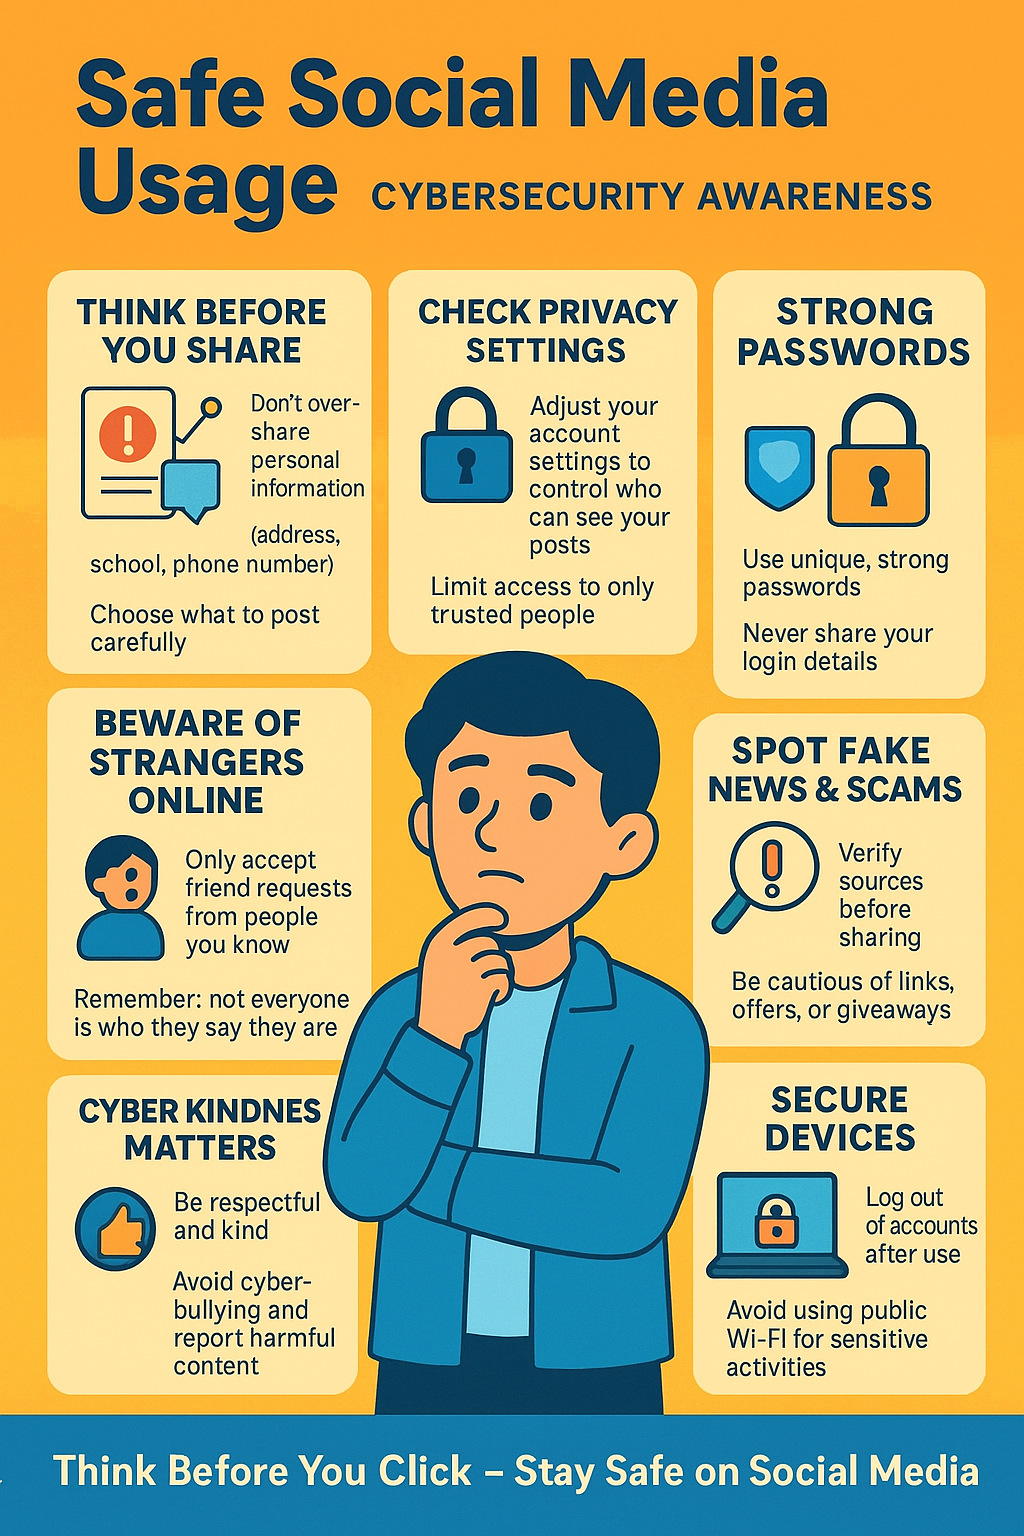 Safe Social Media
Usage CYBERSECURITY AWARENESS
THINK BEFORE
YOU SHARE
Don't over-
share
personal
information
(address,
school, phone number)
Choose what to post
carefully
CHECK PRIVACY
SETTINGS
Adjust your
account
settings to
control who
can see your
posts
Limit access to only
trusted people
STRONG
PASSWORDS
Use unique, strong
passwords
Never share your
login details
BEWARE OF
STRANGERS
ONLINE
Only accept
friend requests
from people
you know
Remember: not everyone
is who they say they are
SPOT FAKE
NEWS & SCAMS
Verify
sources
before
sharing
Be cautious of links,
offers, or giveaways
CYBER KINDNES
MATTERS
Be respectful
and kind
Avoid cyber-
bullying and
report harmful
content
SECURE
DEVICES
Log out
of accounts
after use
Avoid using public
Wi-FI for sensitive
activities
Think Before You Click – Stay Safe on Social Media